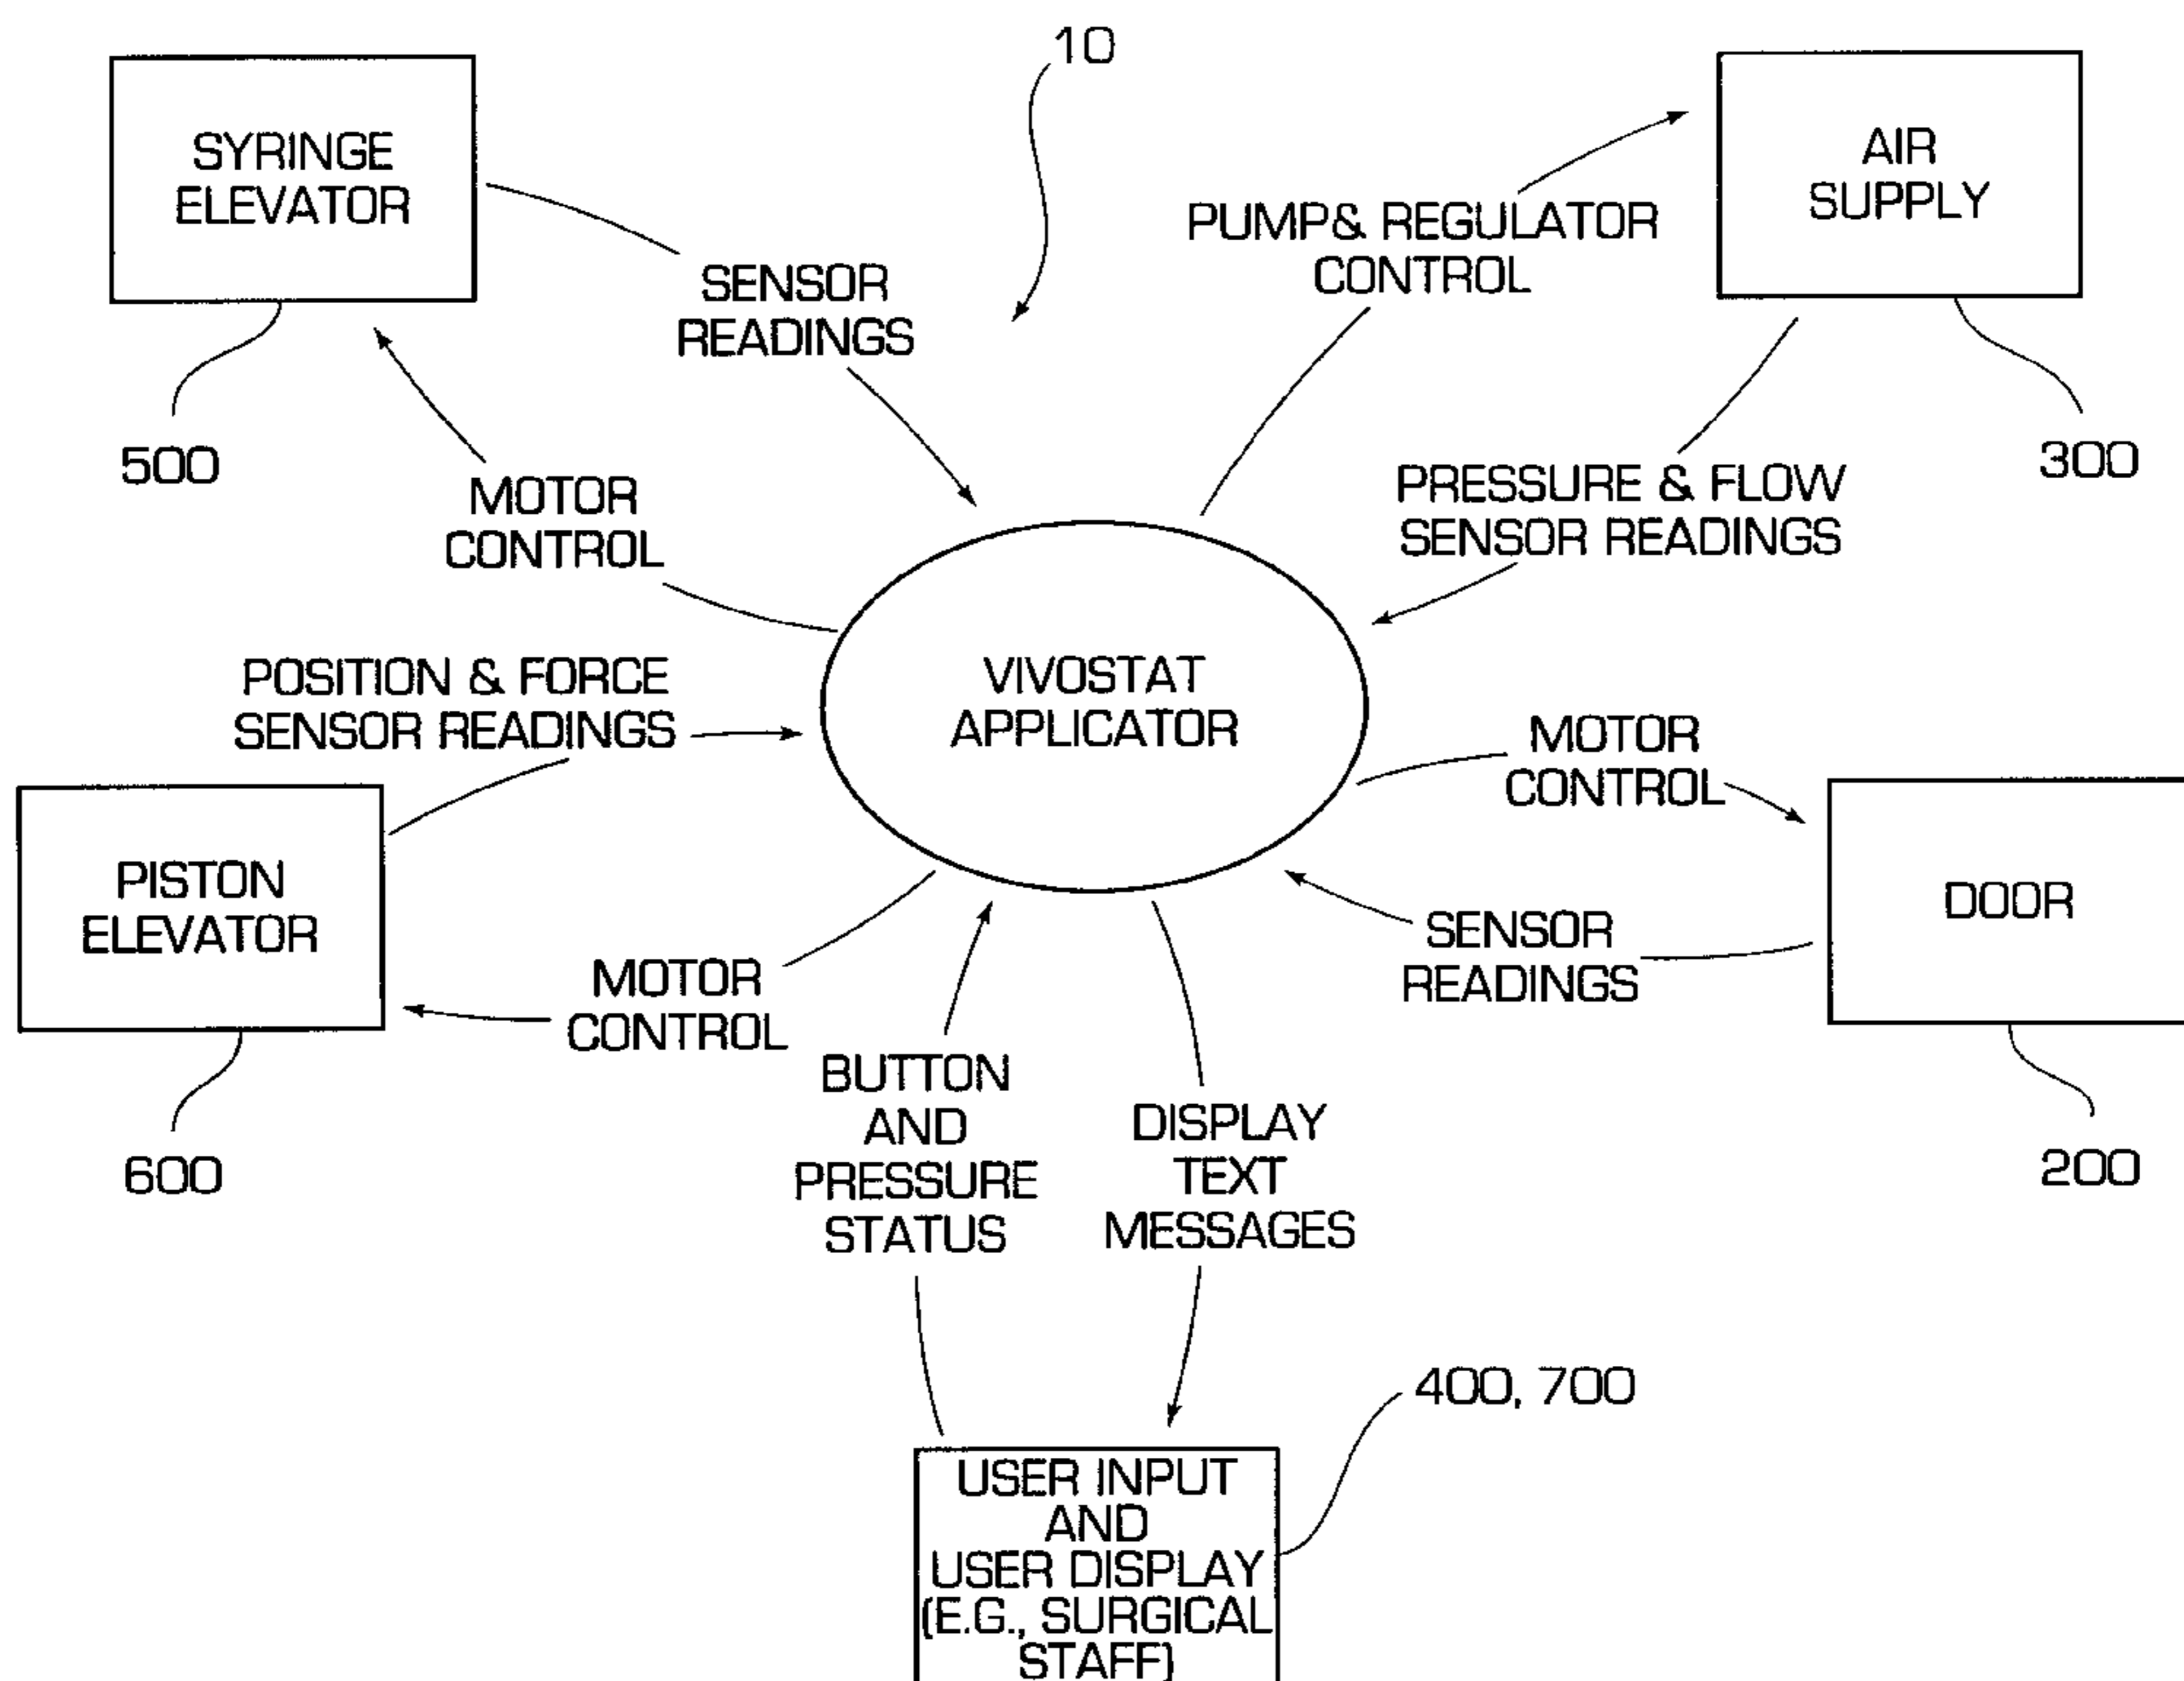 10
SYRINGE
ELEVATOR
AIR
SUPPLY
PUMP& REGULATOR
CONTROL
SENSOR
READINGS
500
300
MOTOR
CONTROL
PRESSURE & FLOW
SENSOR READINGS
POSITION & FORCE
SENSOR READINGS
VIVOSTAT
APPLICATOR
MOTOR
CONTROL
PISTON
ELEVATOR
DOOR
SENSOR
READINGS
MOTOR
CONTROL
600
200
BUTTON
AND
PRESSURE
STATUS
DISPLAY
TEXT
MESSAGES
400, 700
USER INPUT
AND
USER DISPLAY
(E.G., SURGICAL
STAFF)